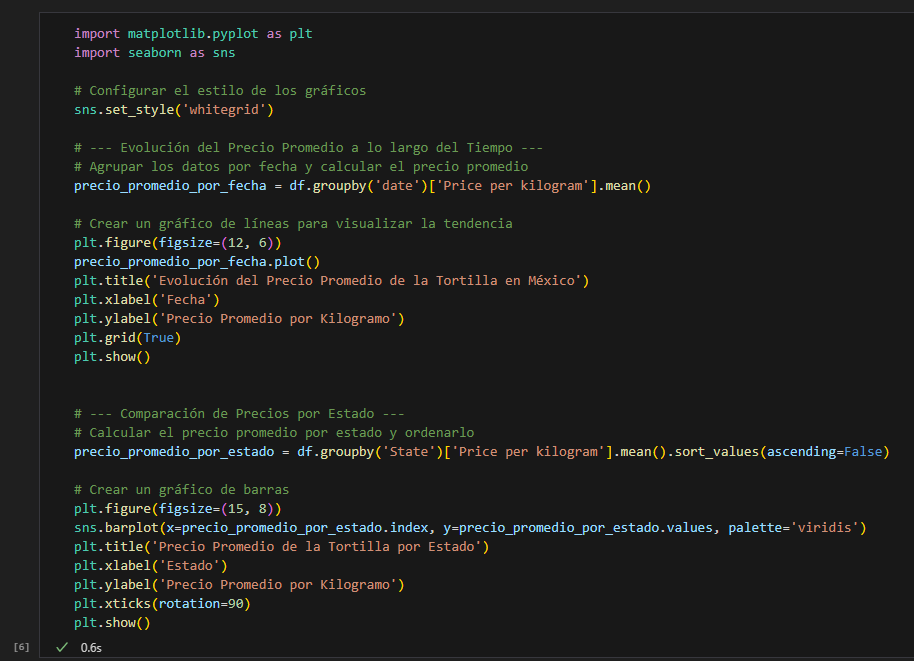 import matplotlib.pyplot as plt
import seaborn as sns
# Configurar el estilo de los gráficos
sns.set_style('whitegrid')
# --- Evolución del Precio Promedio a lo largo del Tiempo ---
# Agrupar los datos por fecha y calcular el precio promedio
precio_promedio_por_fecha = df.groupby('date')['Price per kilogram'].mean()
# Crear un gráfico de líneas para visualizar la tendencia
plt.figure(figsize=(12, 6))
precio_promedio_por_fecha.plot()
plt.title('Evolución del Precio Promedio de la Tortilla en México')
plt.xlabel('Fecha')
plt.ylabel('Precio Promedio por Kilogramo')
plt.grid(True)
plt.show()
# --- Comparación de Precios por Estado ---
# Calcular el precio promedio por estado y ordenarlo
precio_promedio_por_estado = df.groupby('State')['Price per kilogram'].mean().sort_values(ascending=False)
# Crear un gráfico de barras
plt.figure(figsize=(15, 8))
sns.barplot(x=precio_promedio_por_estado.index, y=precio_promedio_por_estado.values, palette='viridis')
plt.title('Precio Promedio de la Tortilla por Estado')
plt.xlabel('Estado')
plt.ylabel('Precio Promedio por Kilogramo')
plt.xticks(rotation=90)
plt.show()
[6] ✓ 0.6s